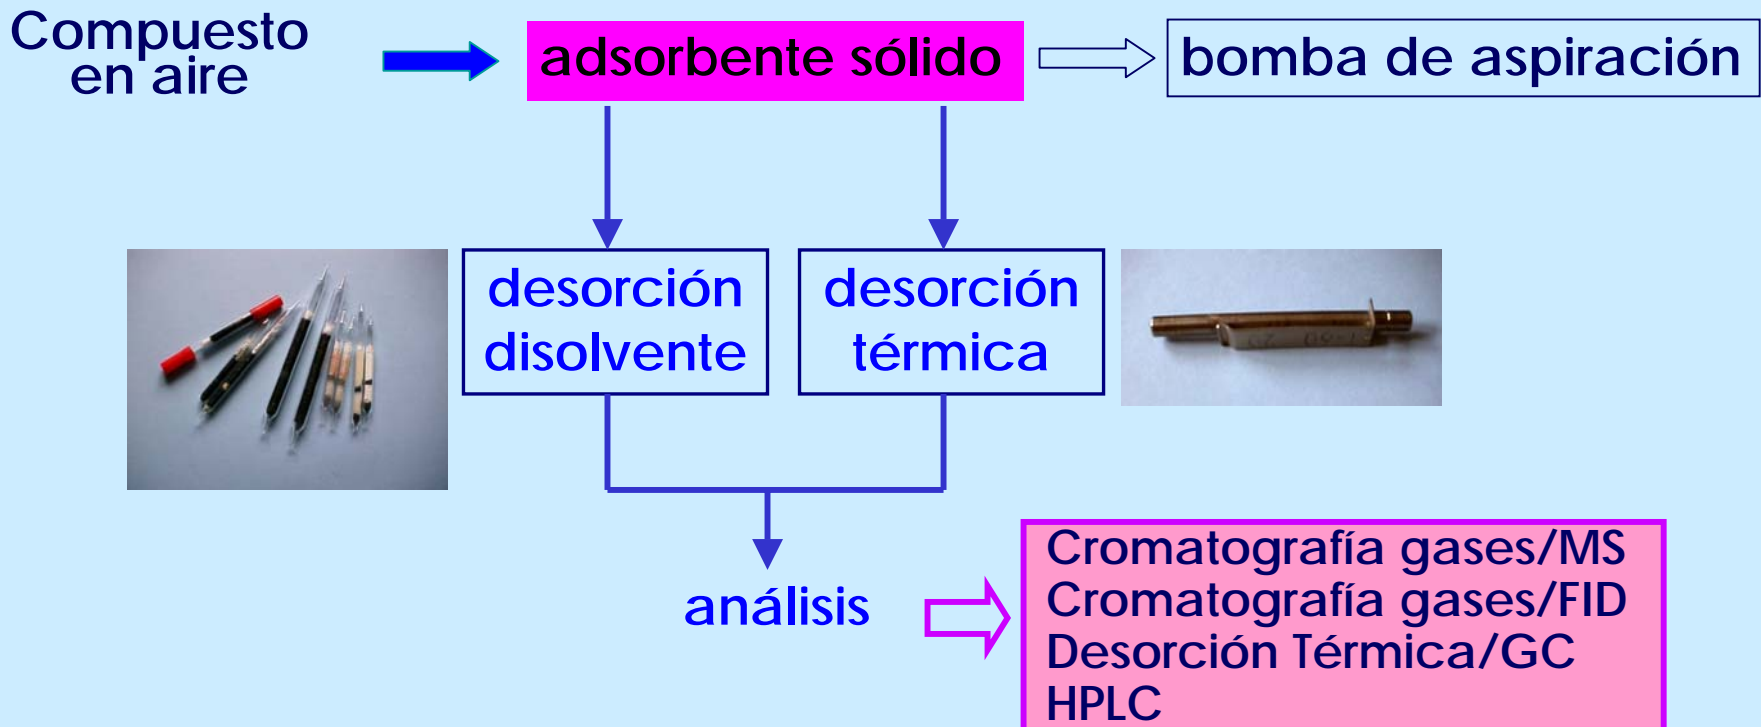 Compuesto
en aire
adsorbente sólido
bomba de aspiración
desorción
disolvente
desorción
térmica
análisis
Cromatografía gases/MS
Cromatografía gases/FID
Desorción Térmica/GC
HPLC